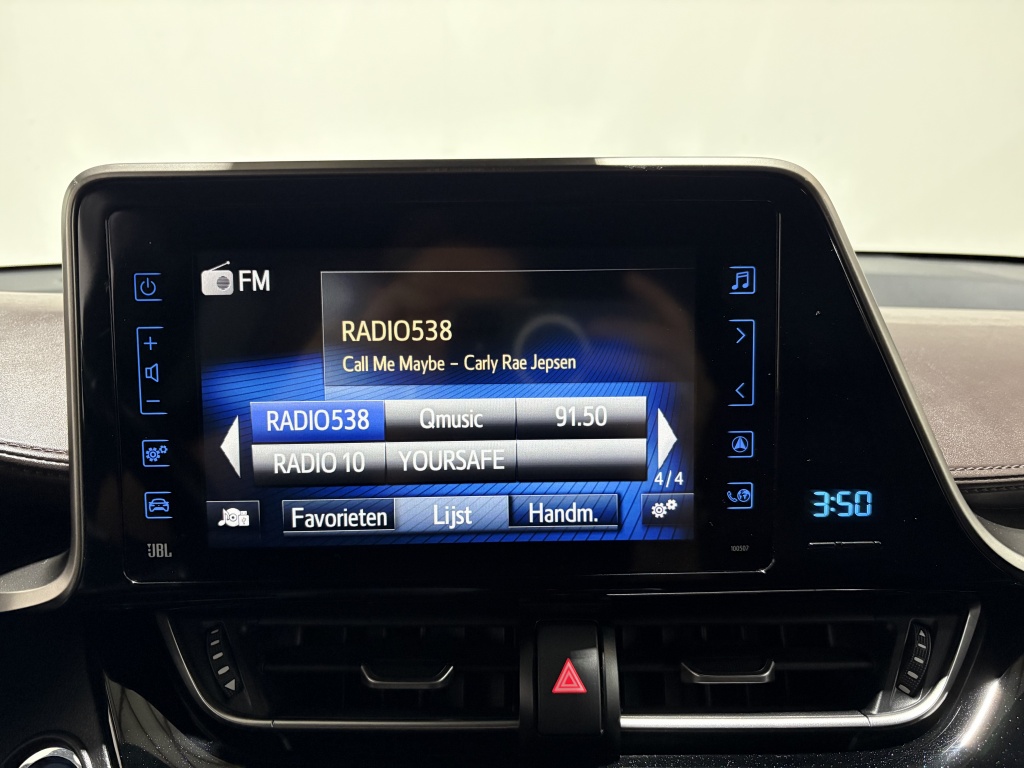 FM
RADIO538
Call Me Maybe – Carly Rae Jepsen
RADIO538 Qmusic 91.50
RADIO 10 YOURSAFE
4 / 4
Favorieten Lijst Handm.
3:50
JBL
100507